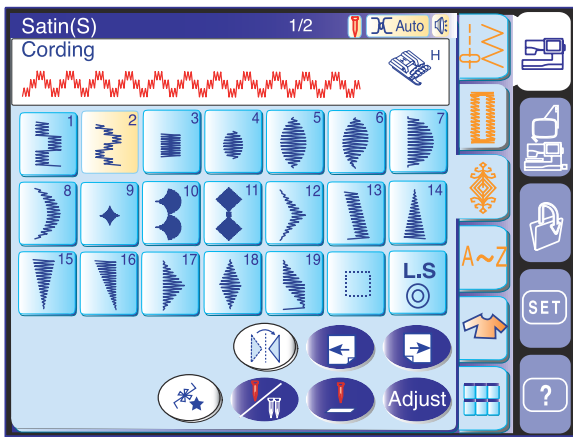 Satin(S) 1/2 Auto
Cording H
1 2 3 4 5 6 7
8 9 10 11 12 13 14
15 16 17 18 19 L.S
A~Z
SET
Adjust ?